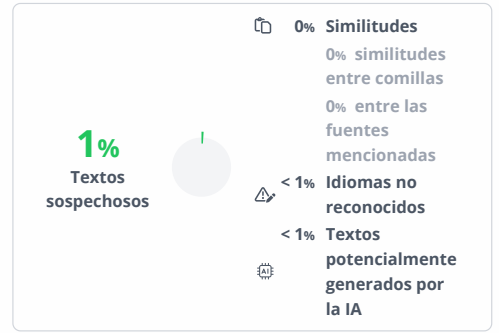 1%
Textos
sospechosos
0% Similitudes
0% similitudes
entre comillas
0% entre las
fuentes
mencionadas
< 1% Idiomas no
reconocidos
< 1% Textos
potencialmente
generados por
la IA
AI